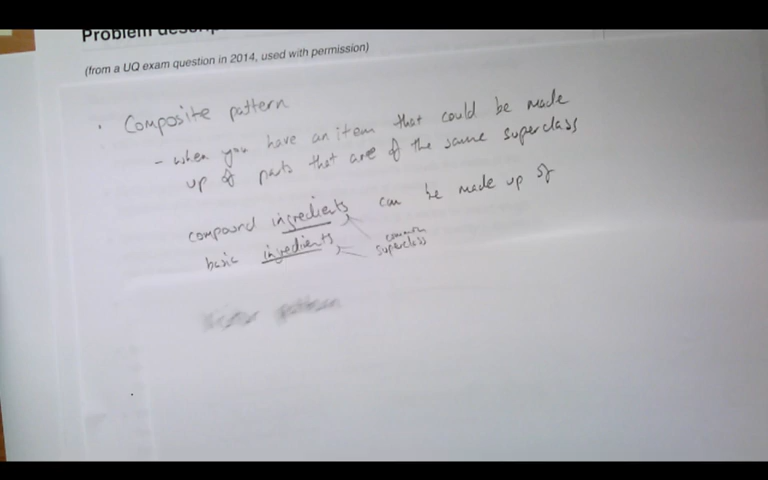 Problem
(from a UQ exam question in 2014, used with permission)
• Composite pattern
- when you have an item that could be made
up of parts that are of the same superclass
compound ingredients can be made up of
basic ingredients
common
superclass
pattern